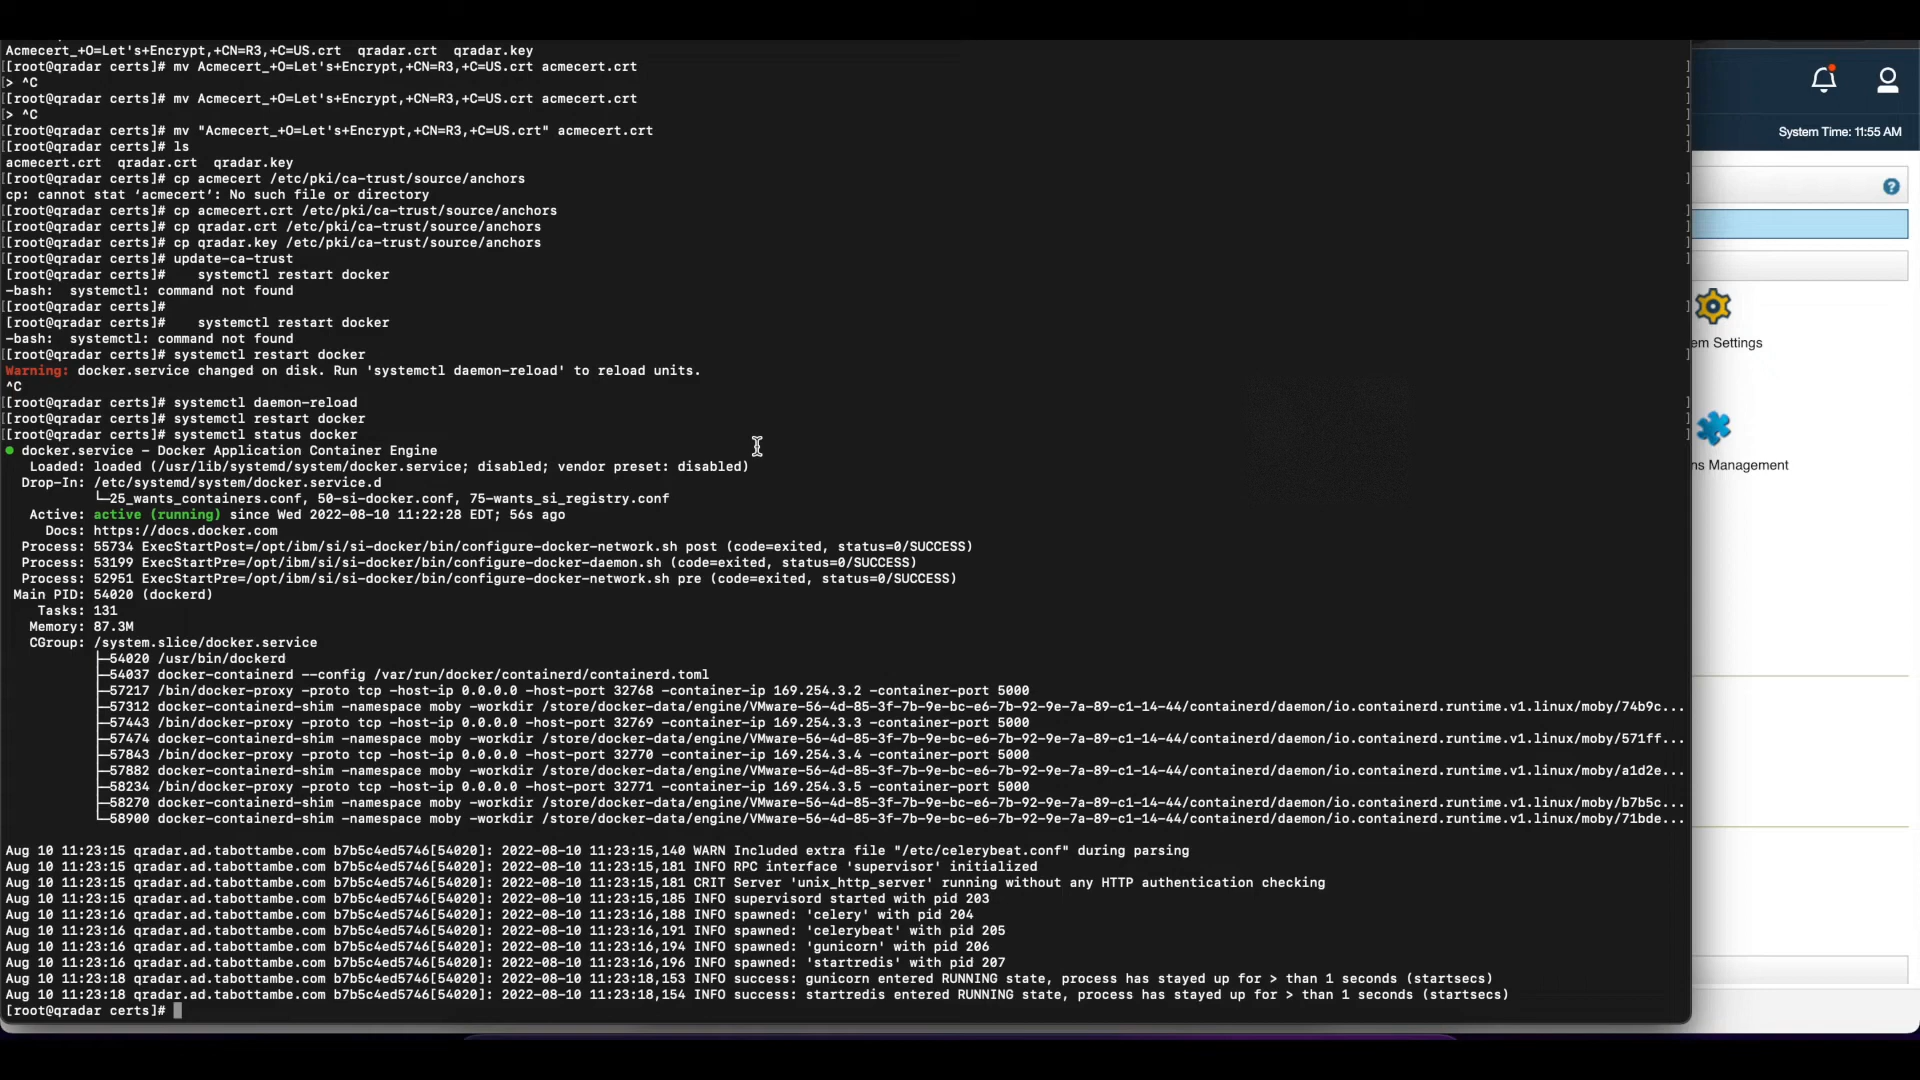 Acmecert_+O=Let's+Encrypt,+CN=R3,+C=US.crt  qradar.crt  qradar.key
[[root@qradar certs]# mv Acmecert_+O=Let's+Encrypt,+CN=R3,+C=US.crt acmecert.crt ]
[> ^C ]
[[root@qradar certs]# mv Acmecert_+O=Let's+Encrypt,+CN=R3,+C=US.crt acmecert.crt ]
[> ^C ]
[[root@qradar certs]# mv "Acmecert_+O=Let's+Encrypt,+CN=R3,+C=US.crt" acmecert.crt ]
[[root@qradar certs]# ls ]
acmecert.crt  qradar.crt  qradar.key
[[root@qradar certs]# cp acmecert /etc/pki/ca-trust/source/anchors ]
cp: cannot stat ‘acmecert’: No such file or directory
[[root@qradar certs]# cp acmecert.crt /etc/pki/ca-trust/source/anchors ]
[[root@qradar certs]# cp qradar.crt /etc/pki/ca-trust/source/anchors ]
[[root@qradar certs]# cp qradar.key /etc/pki/ca-trust/source/anchors ]
[[root@qradar certs]# update-ca-trust ]
[root@qradar certs]#    systemctl restart docker
-bash:  systemctl: command not found
[[root@qradar certs]# ]
[root@qradar certs]#    systemctl restart docker
-bash:  systemctl: command not found
[[root@qradar certs]# systemctl restart docker ]
Warning: docker.service changed on disk. Run 'systemctl daemon-reload' to reload units.
^C
[[root@qradar certs]# systemctl daemon-reload ]
[[root@qradar certs]# systemctl restart docker ]
[[root@qradar certs]# systemctl status docker ]
● docker.service - Docker Application Container Engine
Loaded: loaded (/usr/lib/systemd/system/docker.service; disabled; vendor preset: disabled)
Drop-In: /etc/systemd/system/docker.service.d
└─25_wants_containers.conf, 50-si-docker.conf, 75-wants_si_registry.conf
Active: active (running) since Wed 2022-08-10 11:22:28 EDT; 56s ago
Docs: https://docs.docker.com
Process: 55734 ExecStartPost=/opt/ibm/si/si-docker/bin/configure-docker-network.sh post (code=exited, status=0/SUCCESS)
Process: 53199 ExecStartPre=/opt/ibm/si/si-docker/bin/configure-docker-daemon.sh (code=exited, status=0/SUCCESS)
Process: 52951 ExecStartPre=/opt/ibm/si/si-docker/bin/configure-docker-network.sh pre (code=exited, status=0/SUCCESS)
Main PID: 54020 (dockerd)
Tasks: 131
Memory: 87.3M
CGroup: /system.slice/docker.service
├─54020 /usr/bin/dockerd
├─54037 docker-containerd --config /var/run/docker/containerd/containerd.toml
├─57217 /bin/docker-proxy -proto tcp -host-ip 0.0.0.0 -host-port 32768 -container-ip 169.254.3.2 -container-port 5000
├─57312 docker-containerd-shim -namespace moby -workdir /store/docker-data/engine/VMware-56-4d-85-3f-7b-9e-bc-e6-7b-92-9e-7a-89-c1-14-44/containerd/daemon/io.containerd.runtime.v1.linux/moby/74b9c...
├─57443 /bin/docker-proxy -proto tcp -host-ip 0.0.0.0 -host-port 32769 -container-ip 169.254.3.3 -container-port 5000
├─57474 docker-containerd-shim -namespace moby -workdir /store/docker-data/engine/VMware-56-4d-85-3f-7b-9e-bc-e6-7b-92-9e-7a-89-c1-14-44/containerd/daemon/io.containerd.runtime.v1.linux/moby/571ff...
├─57843 /bin/docker-proxy -proto tcp -host-ip 0.0.0.0 -host-port 32770 -container-ip 169.254.3.4 -container-port 5000
├─57882 docker-containerd-shim -namespace moby -workdir /store/docker-data/engine/VMware-56-4d-85-3f-7b-9e-bc-e6-7b-92-9e-7a-89-c1-14-44/containerd/daemon/io.containerd.runtime.v1.linux/moby/a1d2e...
├─58234 /bin/docker-proxy -proto tcp -host-ip 0.0.0.0 -host-port 32771 -container-ip 169.254.3.5 -container-port 5000
├─58270 docker-containerd-shim -namespace moby -workdir /store/docker-data/engine/VMware-56-4d-85-3f-7b-9e-bc-e6-7b-92-9e-7a-89-c1-14-44/containerd/daemon/io.containerd.runtime.v1.linux/moby/b7b5c...
└─58900 docker-containerd-shim -namespace moby -workdir /store/docker-data/engine/VMware-56-4d-85-3f-7b-9e-bc-e6-7b-92-9e-7a-89-c1-14-44/containerd/daemon/io.containerd.runtime.v1.linux/moby/71bde...
Aug 10 11:23:15 qradar.ad.tabottambe.com b7b5c4ed5746[54020]: 2022-08-10 11:23:15,140 WARN Included extra file "/etc/celerybeat.conf" during parsing
Aug 10 11:23:15 qradar.ad.tabottambe.com b7b5c4ed5746[54020]: 2022-08-10 11:23:15,181 INFO RPC interface 'supervisor' initialized
Aug 10 11:23:15 qradar.ad.tabottambe.com b7b5c4ed5746[54020]: 2022-08-10 11:23:15,181 CRIT Server 'unix_http_server' running without any HTTP authentication checking
Aug 10 11:23:15 qradar.ad.tabottambe.com b7b5c4ed5746[54020]: 2022-08-10 11:23:15,185 INFO supervisord started with pid 203
Aug 10 11:23:16 qradar.ad.tabottambe.com b7b5c4ed5746[54020]: 2022-08-10 11:23:16,188 INFO spawned: 'celery' with pid 204
Aug 10 11:23:16 qradar.ad.tabottambe.com b7b5c4ed5746[54020]: 2022-08-10 11:23:16,191 INFO spawned: 'celerybeat' with pid 205
Aug 10 11:23:16 qradar.ad.tabottambe.com b7b5c4ed5746[54020]: 2022-08-10 11:23:16,194 INFO spawned: 'gunicorn' with pid 206
Aug 10 11:23:16 qradar.ad.tabottambe.com b7b5c4ed5746[54020]: 2022-08-10 11:23:16,196 INFO spawned: 'startredis' with pid 207
Aug 10 11:23:18 qradar.ad.tabottambe.com b7b5c4ed5746[54020]: 2022-08-10 11:23:18,153 INFO success: gunicorn entered RUNNING state, process has stayed up for > than 1 seconds (startsecs)
Aug 10 11:23:18 qradar.ad.tabottambe.com b7b5c4ed5746[54020]: 2022-08-10 11:23:18,154 INFO success: startredis entered RUNNING state, process has stayed up for > than 1 seconds (startsecs)
[root@qradar certs]#
System Time: 11:55 AM
?
em Settings
ns Management